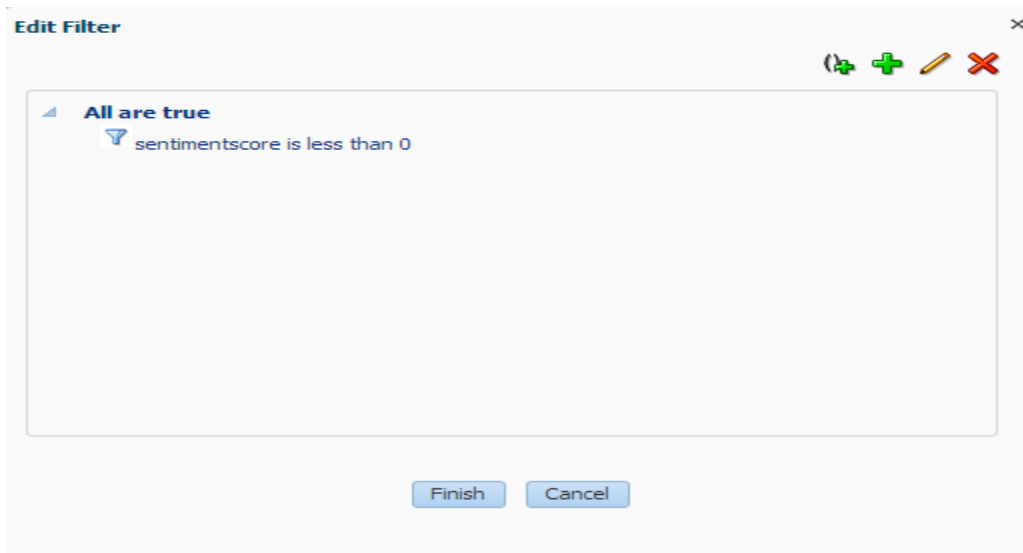 Edit Filter
All are true
sentimentscore is less than 0
Finish
Cancel